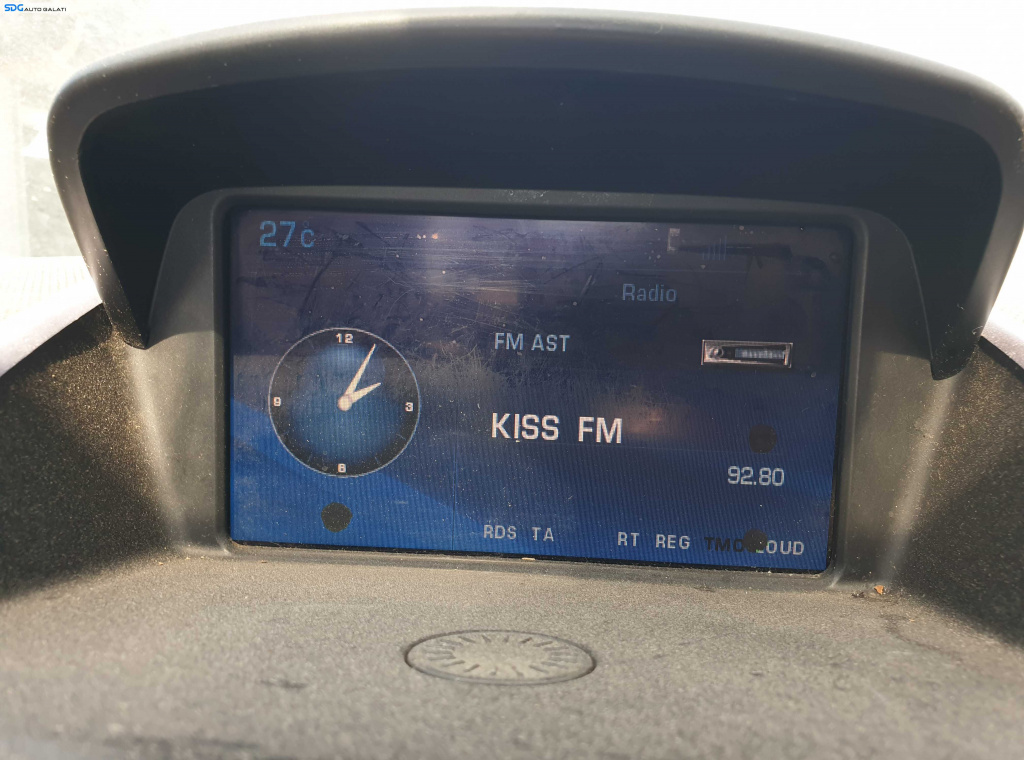 SDG AUTO GALATI
27c
Radio
FM AST
12
9
3
6
KISS FM
92.80
RDS TA RT REG TMC LOUD